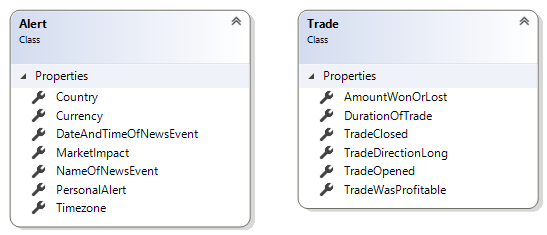 Alert
Class
Properties
Country
Currency
DateAndTimeOfNewsEvent
MarketImpact
NameOfNewsEvent
PersonalAlert
Timezone
Trade
Class
Properties
AmountWonOrLost
DurationOfTrade
TradeClosed
TradeDirectionLong
TradeOpened
TradeWasProfitable